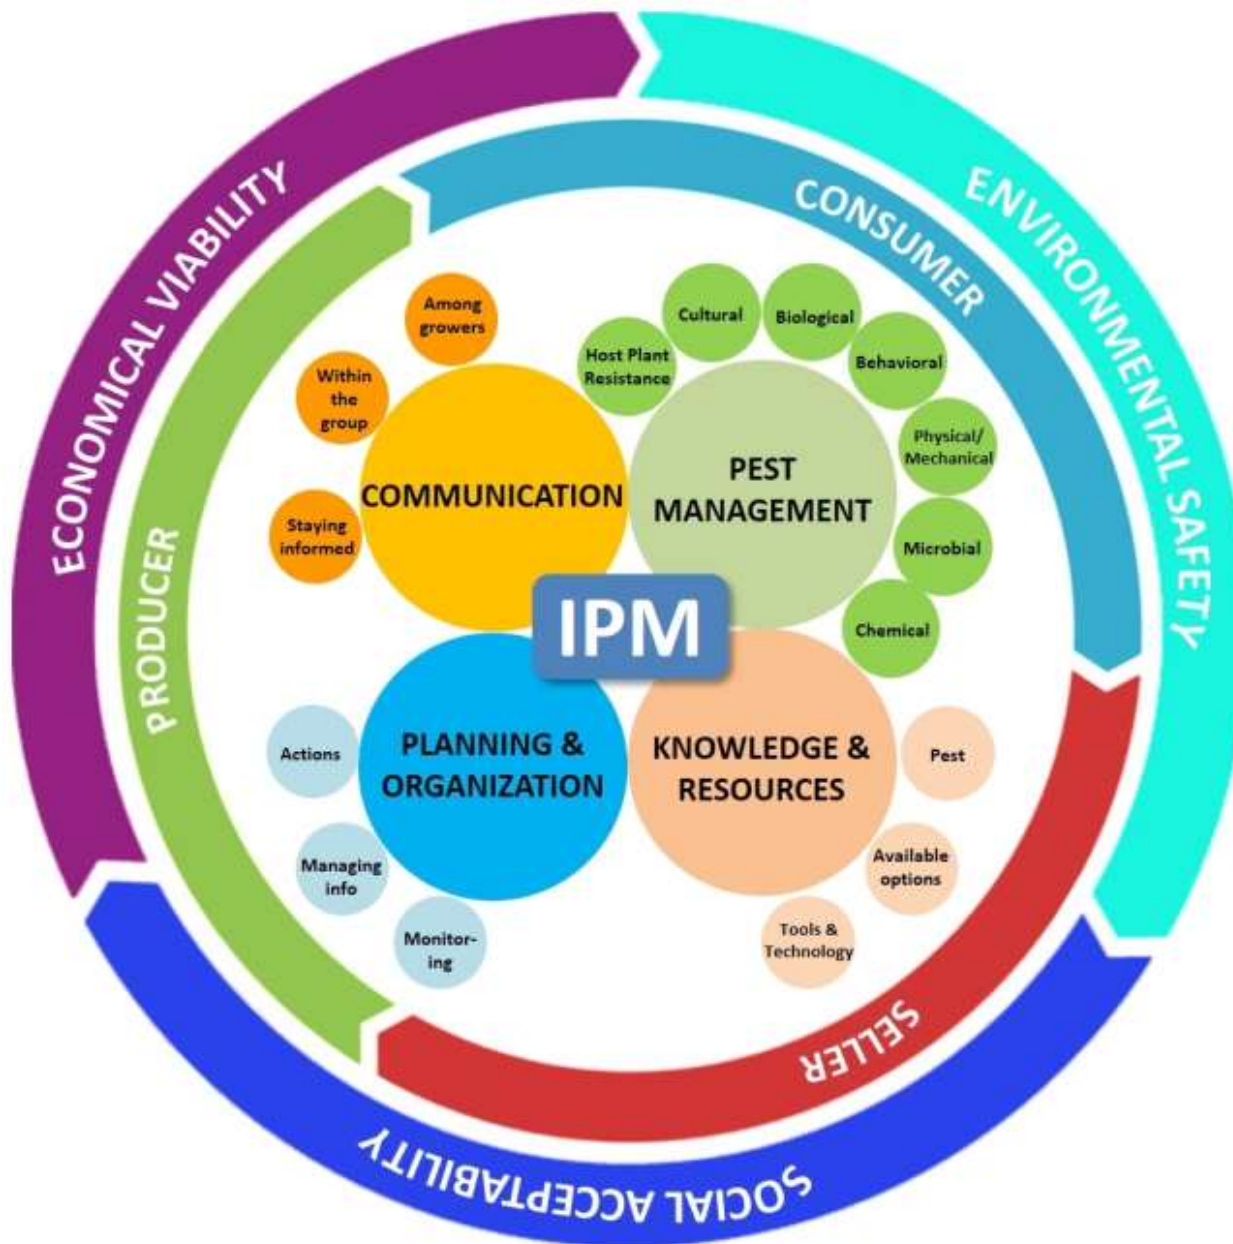 ECONOMICAL VIABILITY
ENVIRONMENTAL SAFETY
SOCIAL ACCEPTABILITY
PRODUCER
CONSUMER
SELLER
Among
growers
Within
the
group
Staying
informed
COMMUNICATION
Host Plant
Resistance
Cultural
Biological
Behavioral
Physical/
Mechanical
Microbial
Chemical
PEST
MANAGEMENT
IPM
Actions
Managing
info
Monitor-
ing
PLANNING &
ORGANIZATION
KNOWLEDGE &
RESOURCES
Pest
Available
options
Tools &
Technology